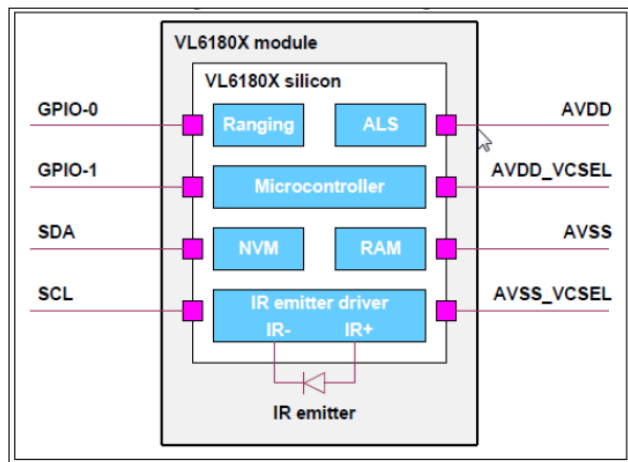 VL6180X module
VL6180X silicon
GPIO-0
Ranging
ALS
AVDD
GPIO-1
Microcontroller
AVDD_VCSEL
SDA
NVM
RAM
AVSS
SCL
IR emitter driver
AVSS_VCSEL
IR- IR+
IR emitter